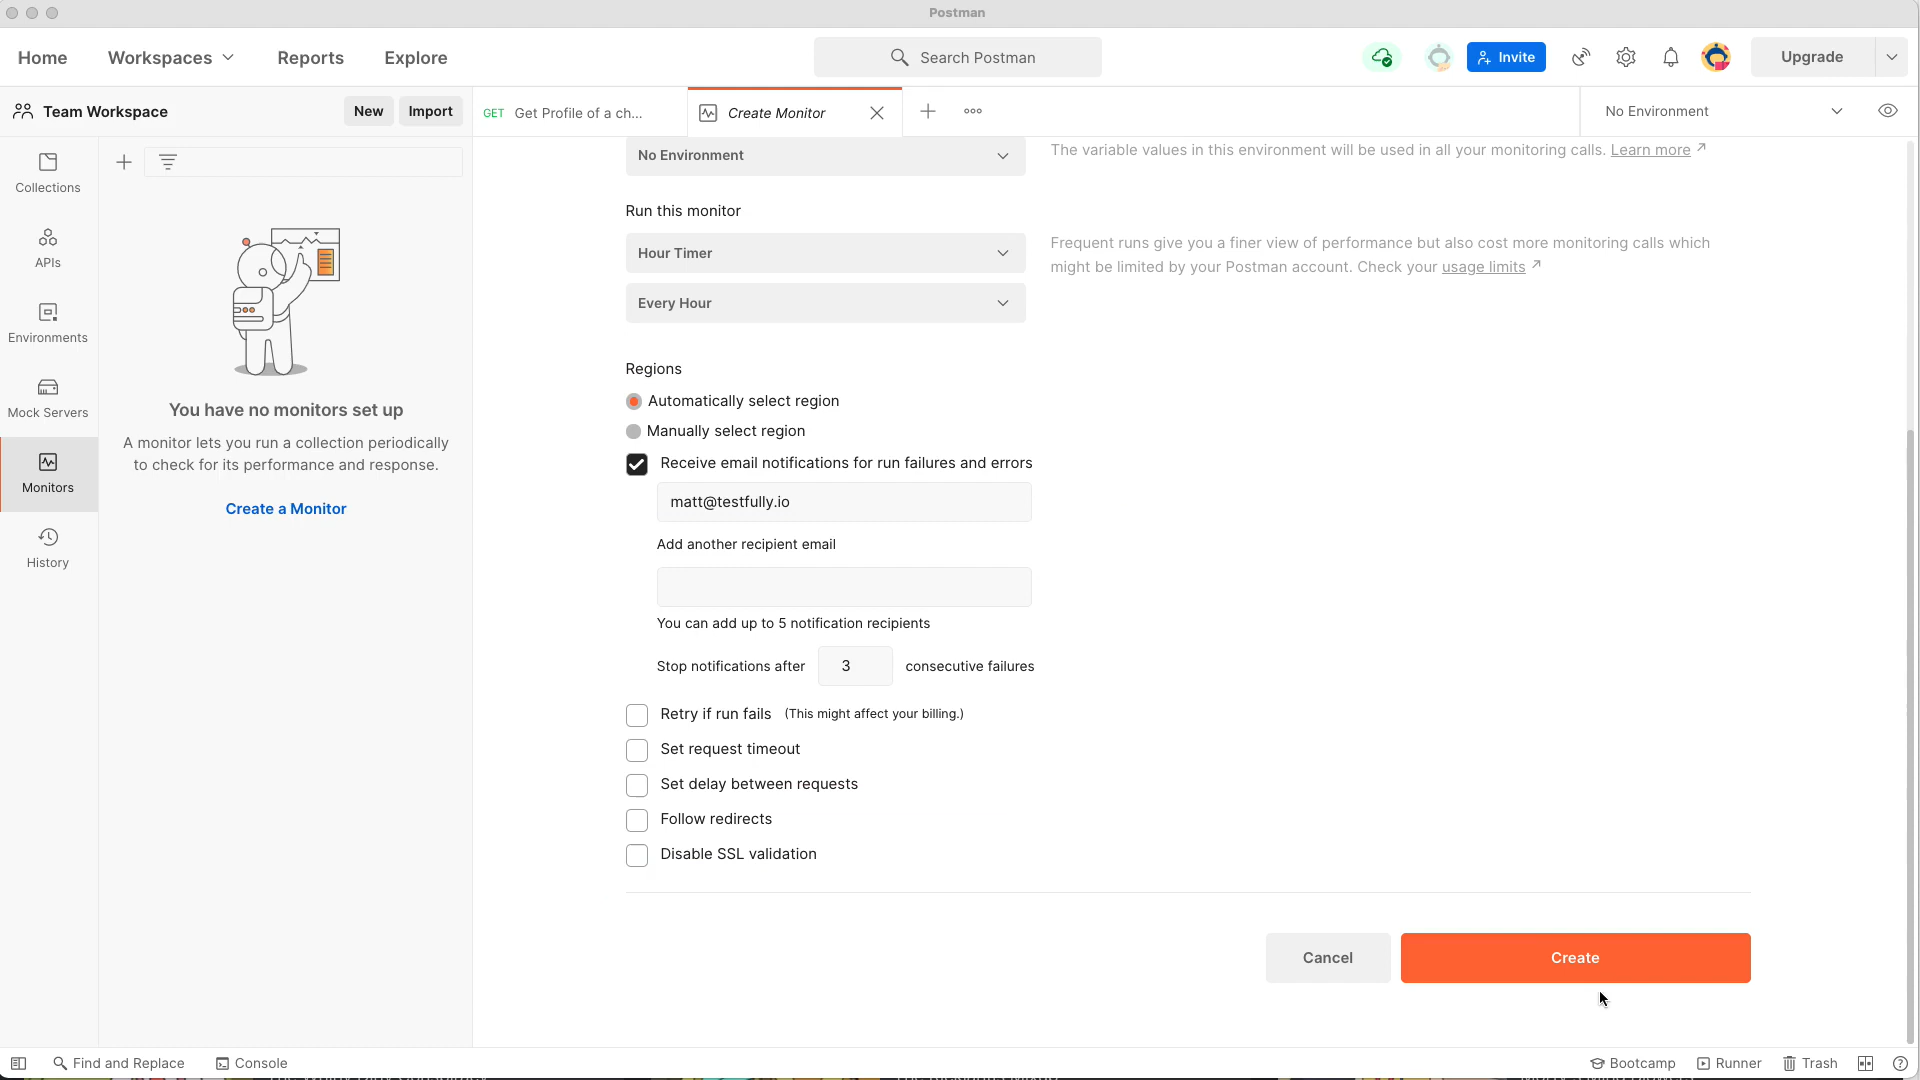 Postman
Home
Workspaces
Reports
Explore
Search Postman
Invite
Upgrade
Team Workspace
New
Import
GET Get Profile of a ch...
Create Monitor
No Environment
Collections
APIs
Environments
Mock Servers
Monitors
History
You have no monitors set up
A monitor lets you run a collection periodically
to check for its performance and response.
Create a Monitor
No Environment
The variable values in this environment will be used in all your monitoring calls. Learn more
Run this monitor
Hour Timer
Every Hour
Frequent runs give you a finer view of performance but also cost more monitoring calls which
might be limited by your Postman account. Check your usage limits
Regions
Automatically select region
Manually select region
Receive email notifications for run failures and errors
matt@testfully.io
Add another recipient email
You can add up to 5 notification recipients
Stop notifications after 3 consecutive failures
Retry if run fails (This might affect your billing.)
Set request timeout
Set delay between requests
Follow redirects
Disable SSL validation
Cancel
Create
Find and Replace
Console
Bootcamp
Runner
Trash